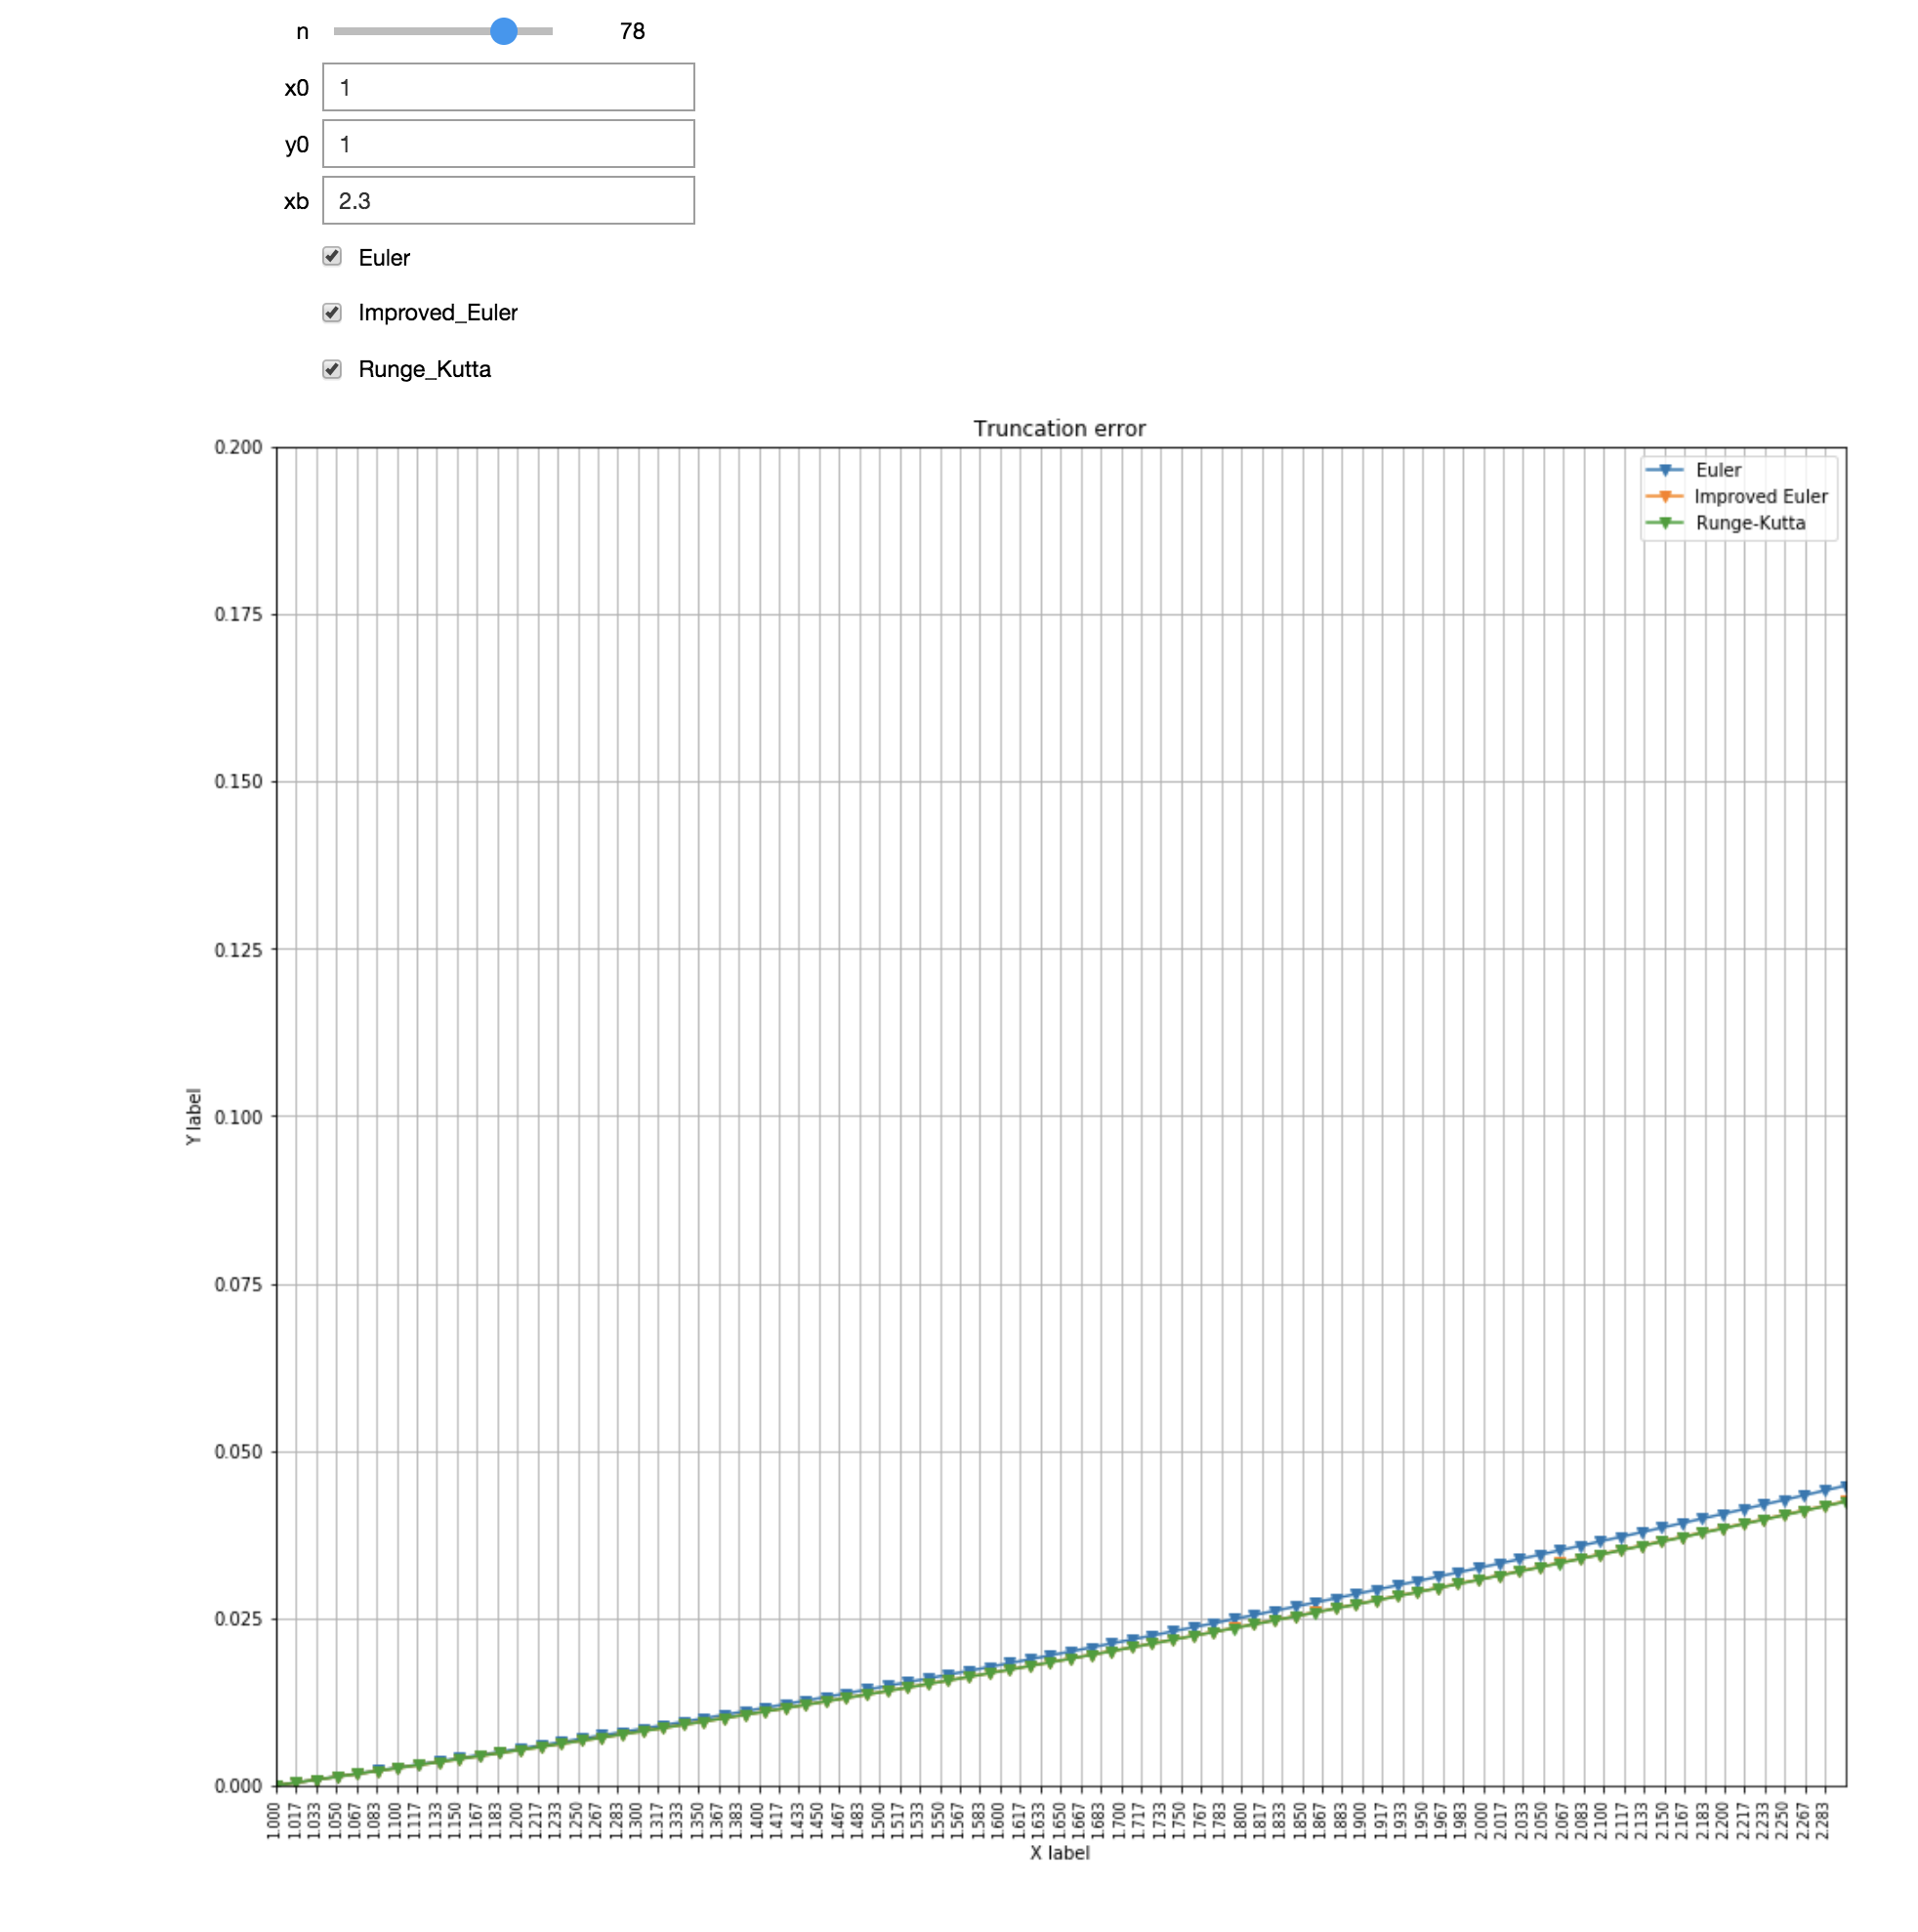 n 78
x0 1
y0 1
xb 2.3
Euler
Improved_Euler
Runge_Kutta
Truncation error
Euler
Improved Euler
Runge-Kutta
0.200
0.175
0.150
0.125
0.100
0.075
0.050
0.025
0.000
Y label
1.000 1.017 1.033 1.050 1.067 1.083 1.100 1.117 1.133 1.150 1.167 1.183 1.200 1.217 1.233 1.250 1.267 1.283 1.300 1.317 1.333 1.350 1.367 1.383 1.400 1.417 1.433 1.450 1.467 1.483 1.500 1.517 1.533 1.550 1.567 1.583 1.600 1.617 1.633 1.650 1.667 1.683 1.700 1.717 1.733 1.750 1.767 1.783 1.800 1.817 1.833 1.850 1.867 1.883 1.900 1.917 1.933 1.950 1.967 1.983 2.000 2.017 2.033 2.050 2.067 2.083 2.100 2.117 2.133 2.150 2.167 2.183 2.200 2.217 2.233 2.250 2.267 2.283
X label